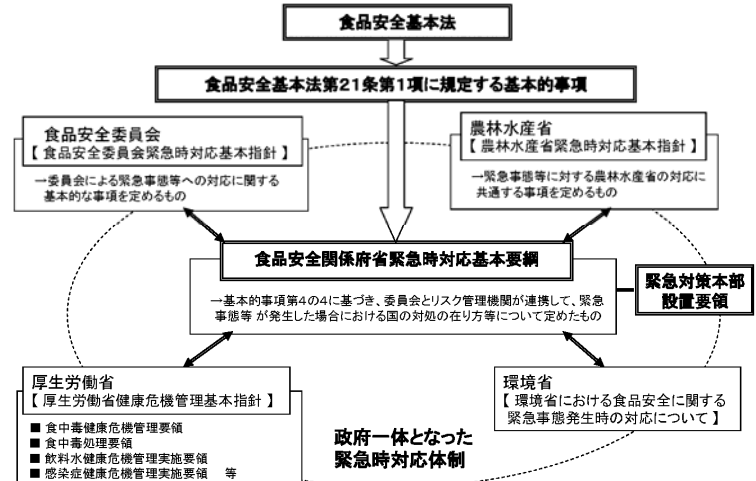 食品安全基本法
食品安全基本法第21条第1項に規定する基本的事項
食品安全委員会
【 食品安全委員会緊急時対応基本指針 】
→委員会による緊急事態等への対応に関する
基本的な事項を定めるもの
農林水産省
【 農林水産省緊急時対応基本指針 】
→緊急事態等に対する農林水産省の対応に
共通する事項を定めるもの
食品安全関係府省緊急時対応基本要綱
→基本的事項第4の4に基づき、委員会とリスク管理機関が連携して、緊急
事態等 が発生した場合における国の対処の在り方等について定めたもの
緊急対策本部
設置要領
厚生労働省
【 厚生労働省健康危機管理基本指針 】
■ 食中毒健康危機管理要領
■ 食中毒処理要領
■ 飲料水健康危機管理実施要領
■ 感染症健康危機管理実施要領 等
環境省
【 環境省における食品安全に関する
緊急事態発生時の対応について 】
政府一体となった
緊急時対応体制